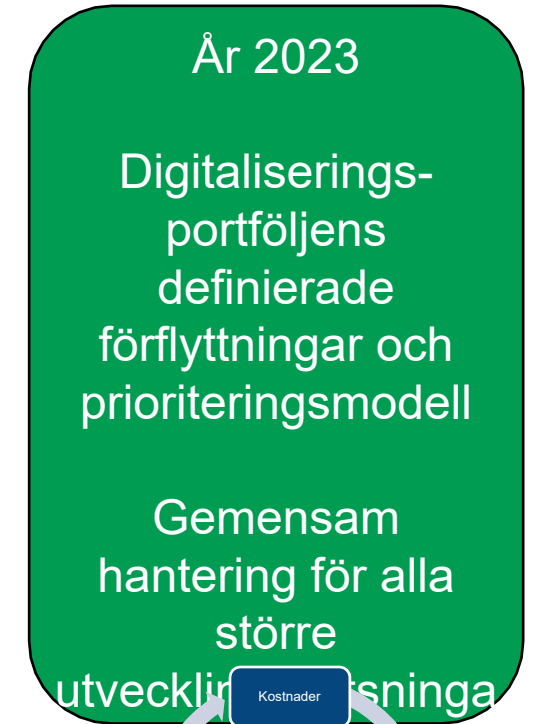 År 2023
Digitaliserings-
portföljens
definierade
förflyttningar och
prioriteringsmodell
Gemensam
hantering för alla
större
Kostnader